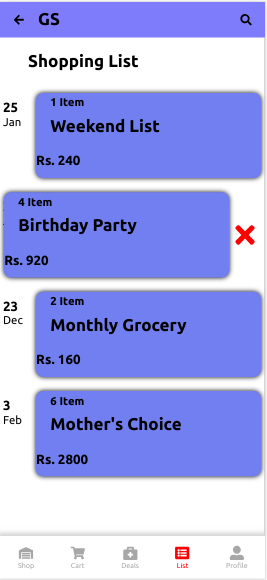 GS
Shopping List
25
Jan
1 Item
Weekend List
Rs. 240
4 Item
Birthday Party
Rs. 920
23
Dec
2 Item
Monthly Grocery
Rs. 160
3
Feb
6 Item
Mother's Choice
Rs. 2800
Shop Cart Deals List Profile